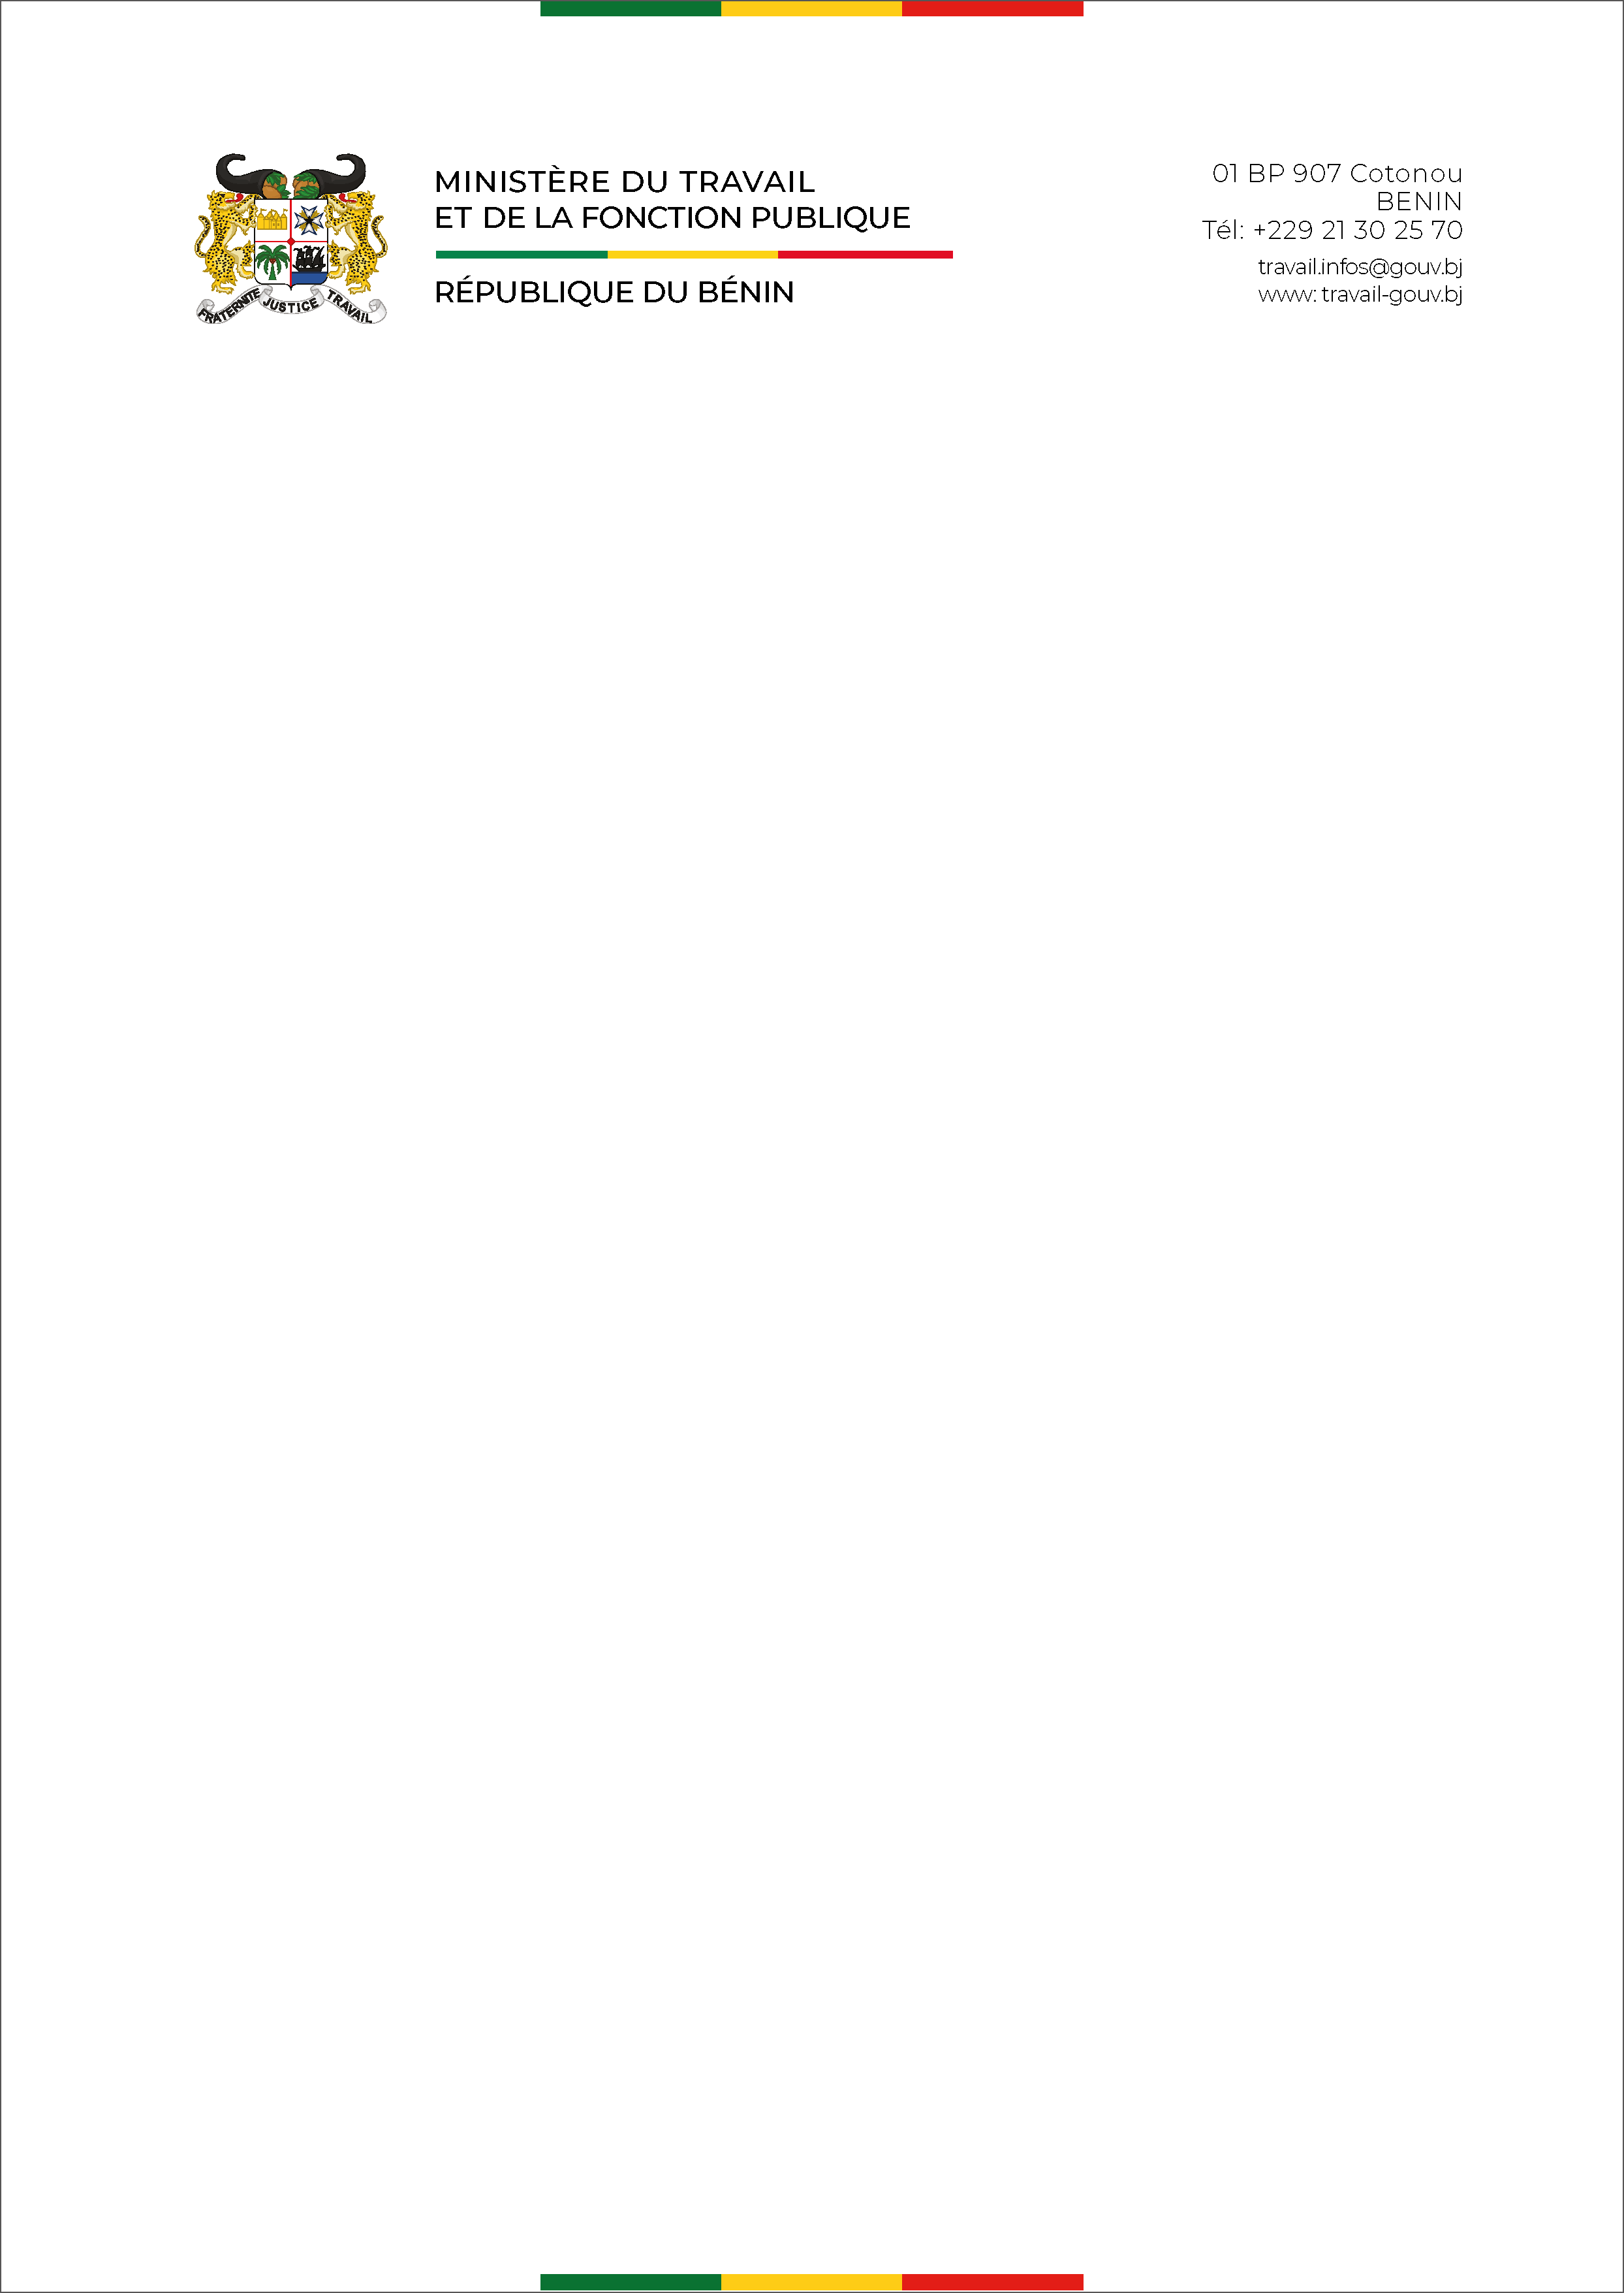 MINISTÈRE DU TRAVAIL
ET DE LA FONCTION PUBLIQUE
RÉPUBLIQUE DU BÉNIN
FRATERNITE JUSTICE TRAVAIL
01 BP 907 Cotonou
BENIN
Tél: +229 21 30 25 70
travail.infos@gouv.bj
www: travail-gouv.bj